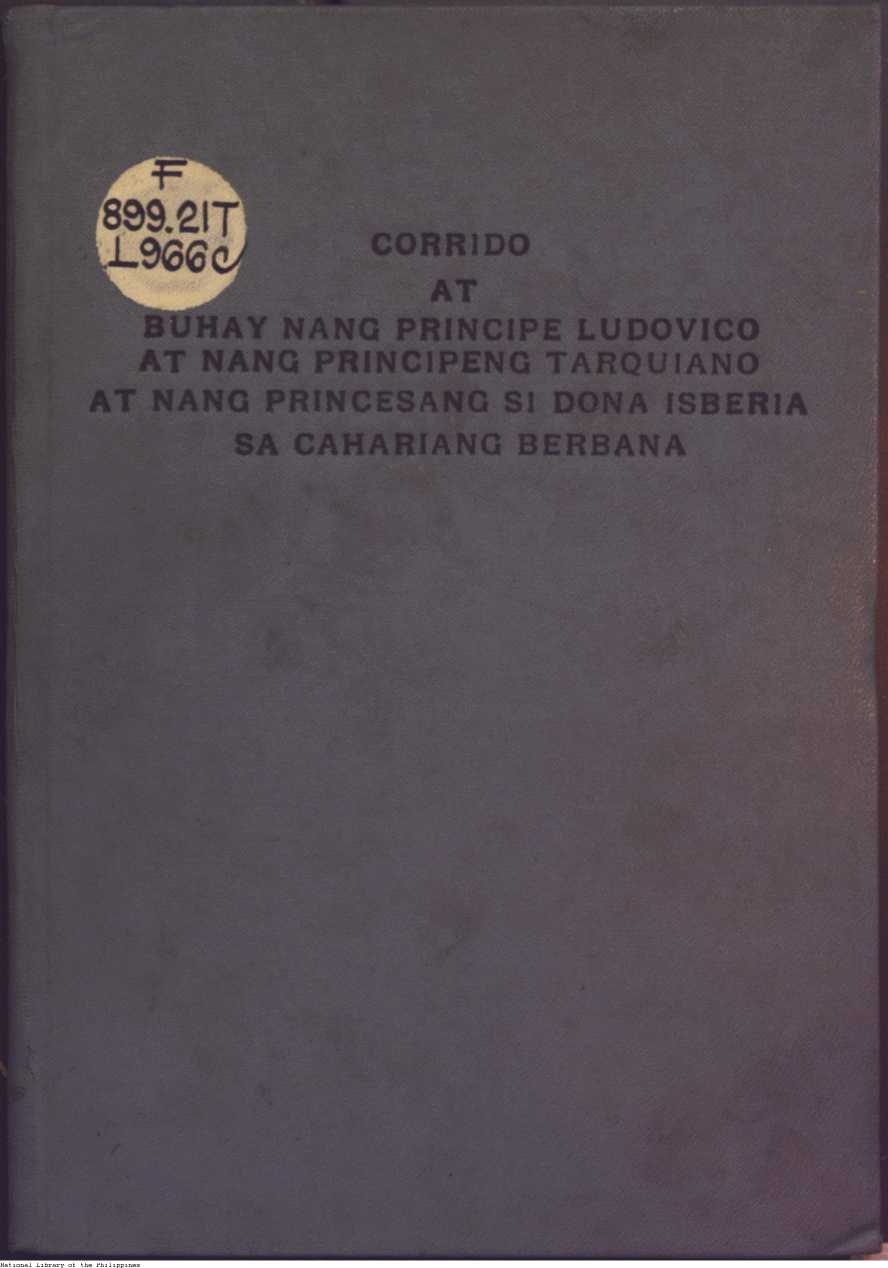 F
899.21T
L966c
CORRIDO
AT
BUHAY NANG PRINCIPE LUDOVICO
AT NANG PRINCIPENG TARQUIANO
AT NANG PRINCESANG SI DONA ISBERIA
SA CAHARIANG BERBANA
National Library of the Philippines